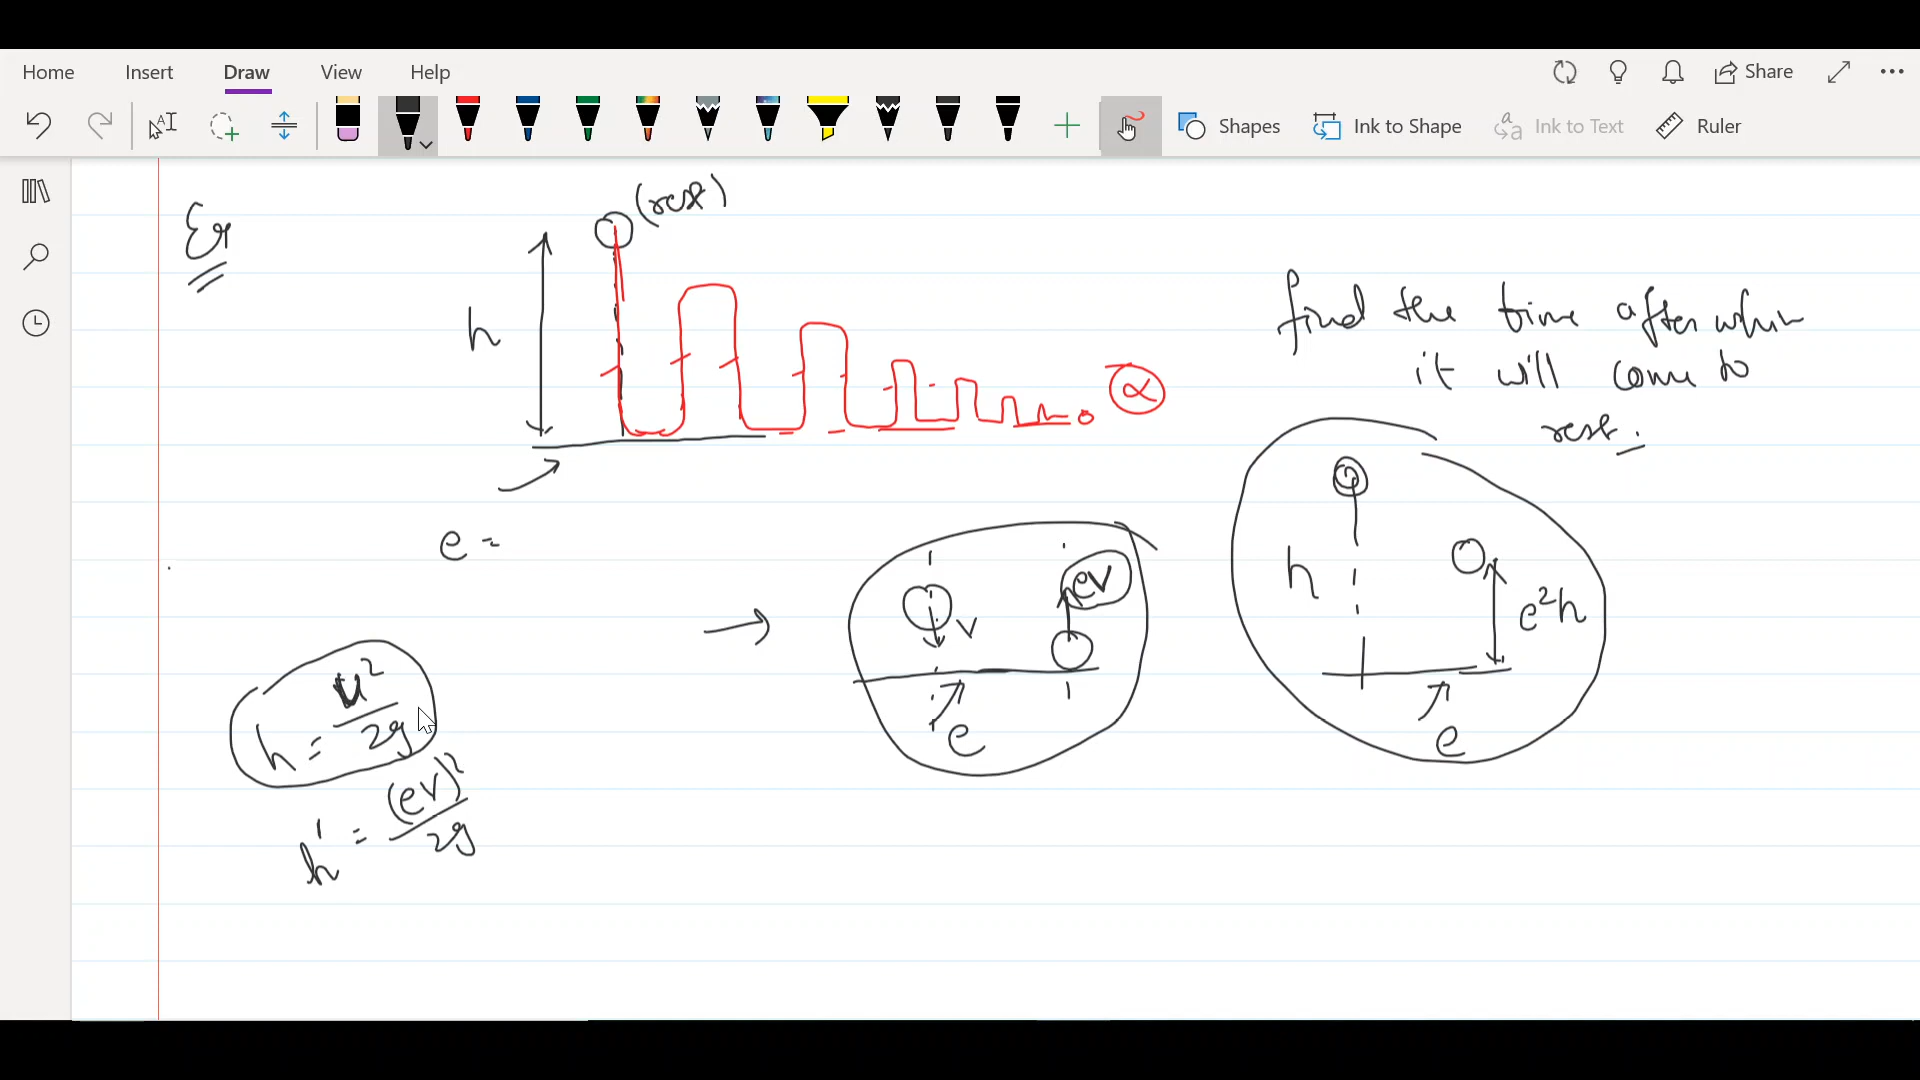 Home Insert Draw View Help
Share
Shapes Ink to Shape Ink to Text Ruler
Ex
(rest)
h
find the time after which
it will come to
rest.
α
e =
v
ev
e
h
e²h
e
h = u²/2g
h' = (ev)²/2g